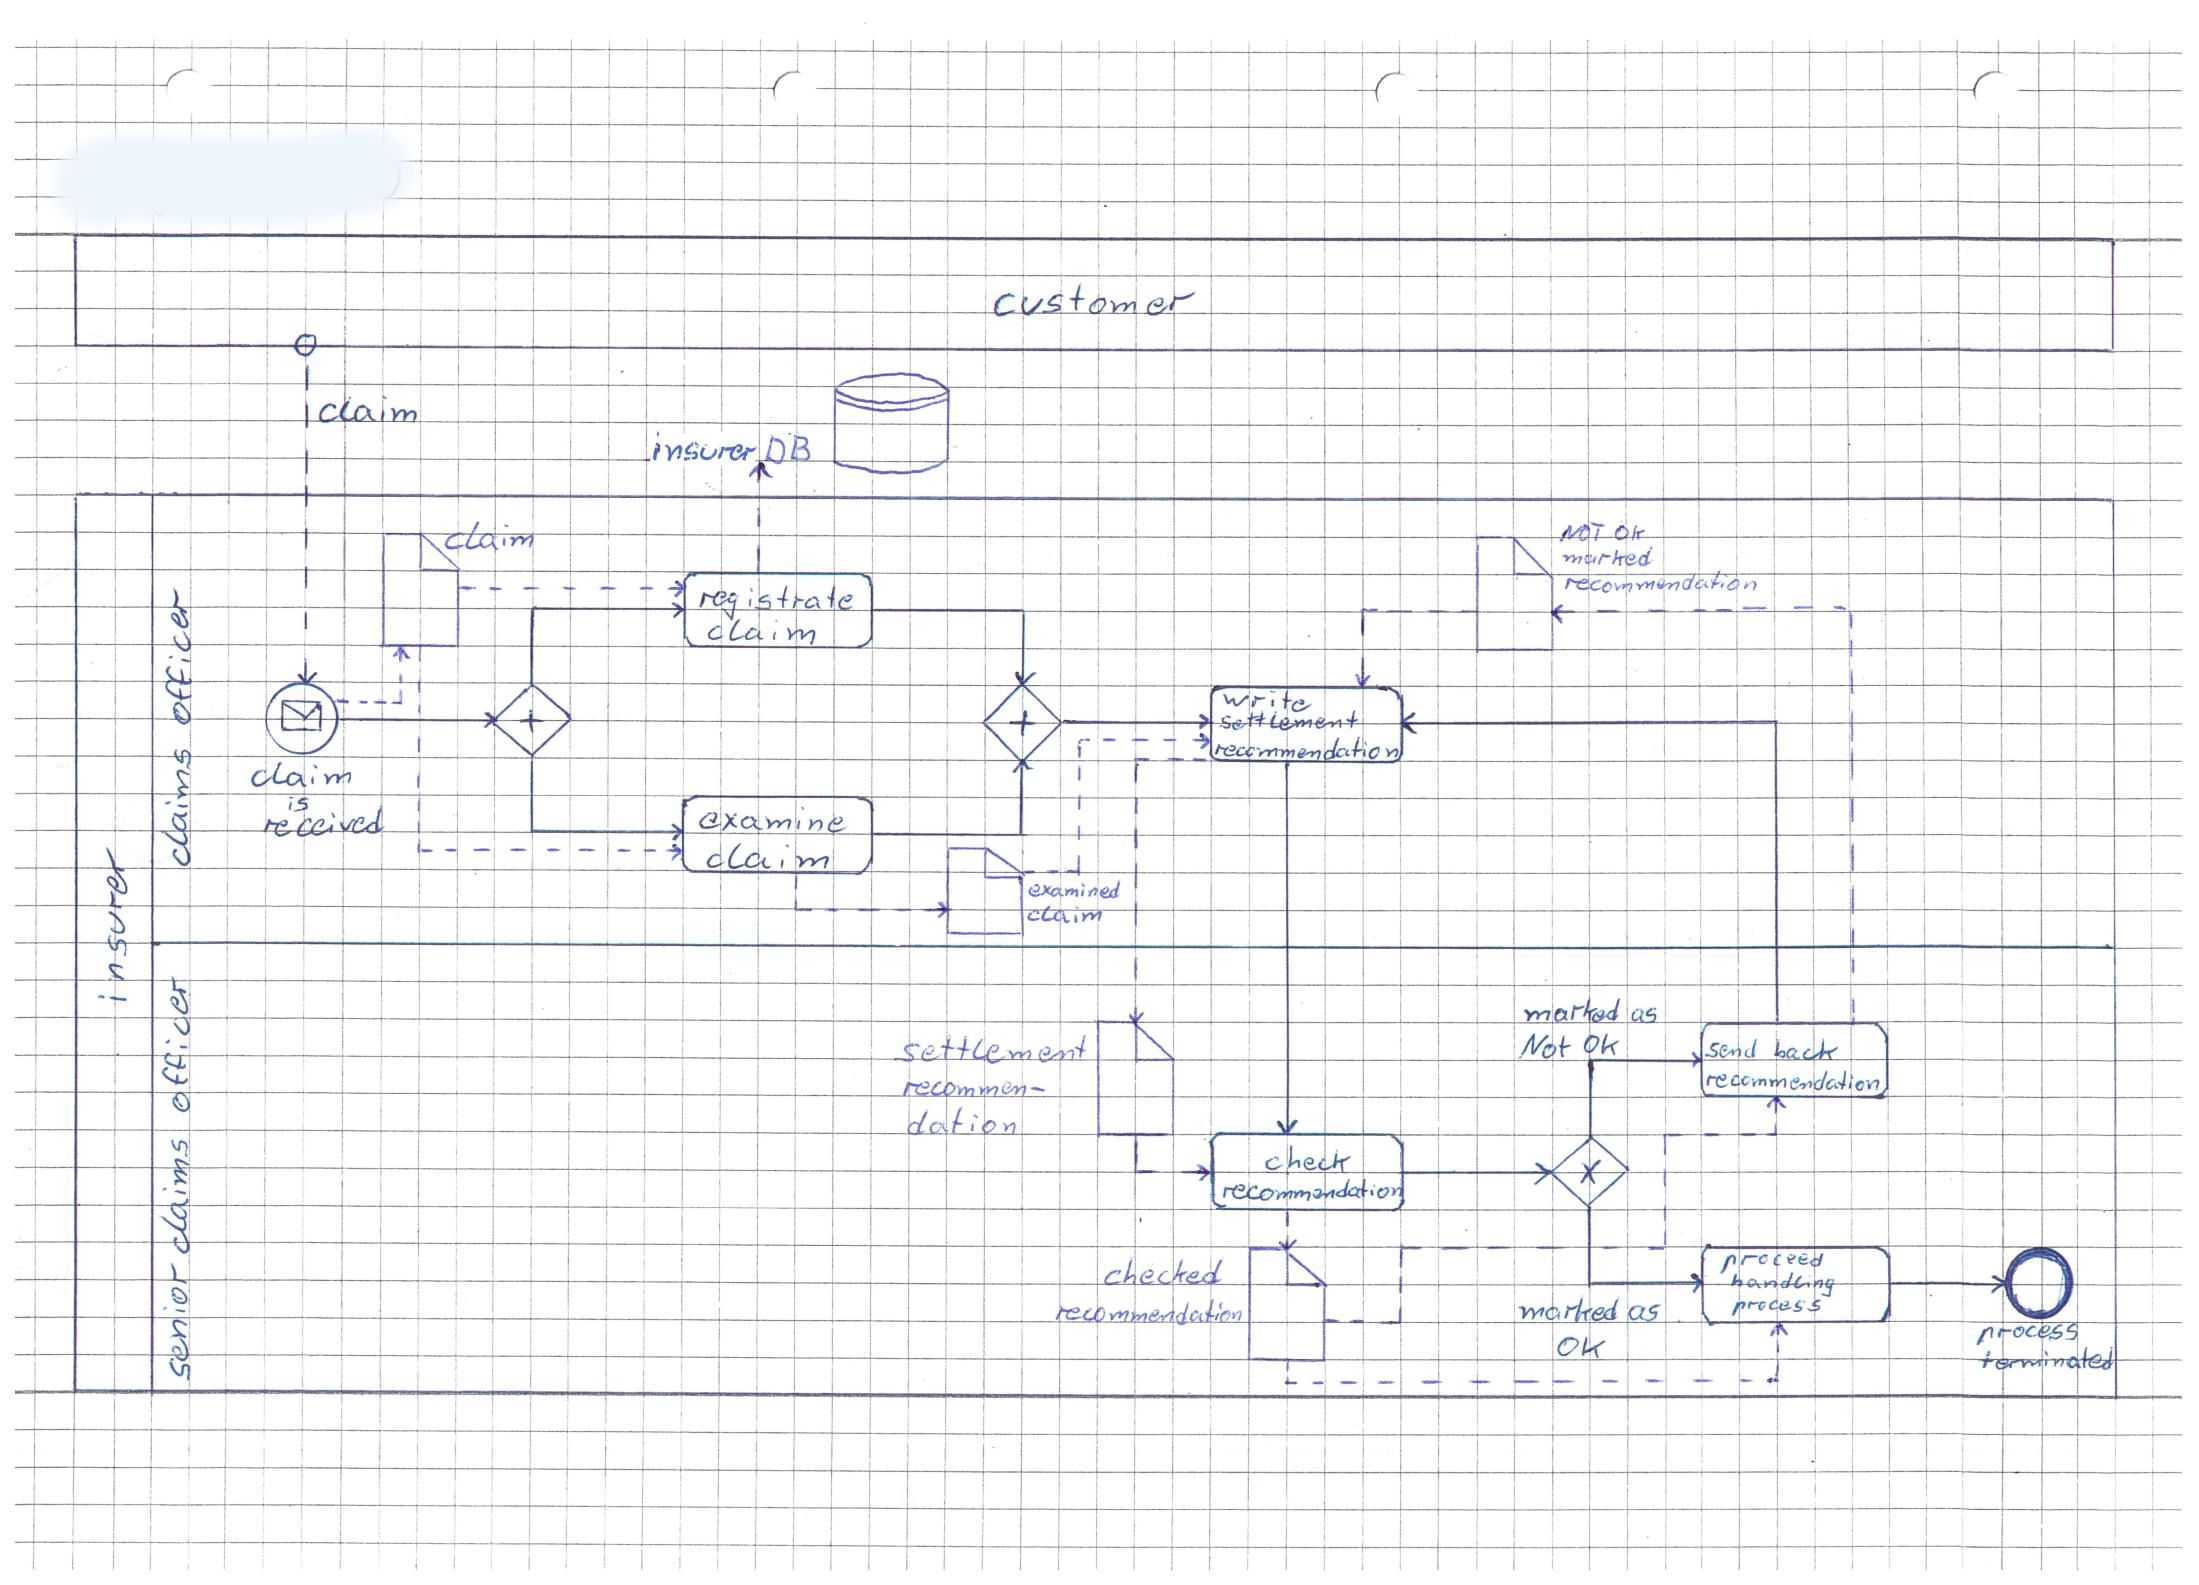 customer
claim
insurer DB
claim
NOT OK
marked
recommendation
registrate
claim
write
settlement
recommendation
claim
is
received
examine
claim
examined
claim
claims officer
insurer
senior claims officer
marked as
Not OK
settlement
recommen-
dation
send back
recommendation
check
recommendation
checked
recommendation
marked as
OK
proceed
handling
process
process
terminated